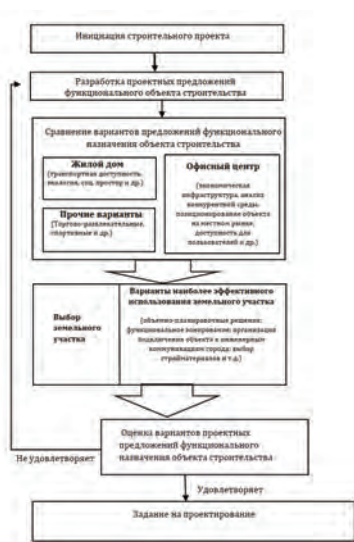 Инициация строительного проекта
Разработка проектных предложений
функционального объекта строительства
Сравнение вариантов предложений функционального
назначения объекта строительства
Жилой дом
(транспортная доступность,
экология, соц. простор и др.)
Прочие варианты
(Торгово-развлекательные,
спортивные и др.)
Офисный центр
(экономическая
инфраструктура, анализ
конкурентной среды,
позиционирование объекта
на местном рынке,
доступность для
пользователей и др.)
Выбор
земельного
участка
Варианты наиболее эффективного
использования земельного участка
(объемно-планировочные решения;
функциональное зонирование; организация
подключения объекта к инженерным
коммуникациям города; выбор
стройматериалов и т.д.)
Оценка вариантов проектных
предложений функционального
назначения объекта строительства
Не удовлетворяет
Удовлетворяет
Задание на проектирование